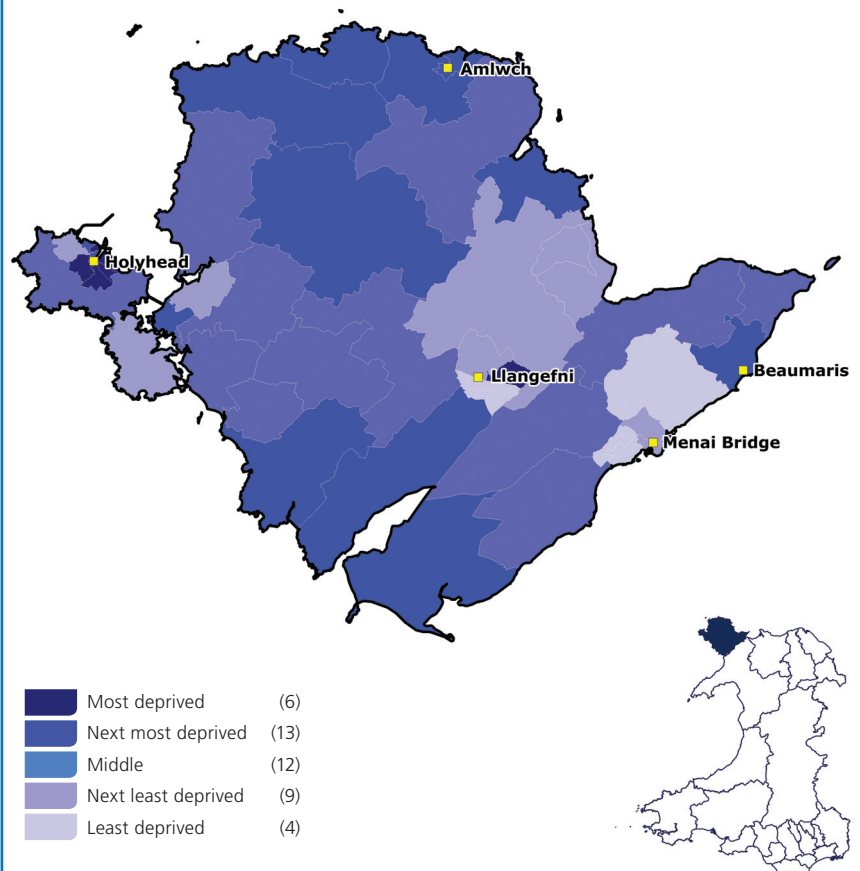 Amlwch
Holyhead
Llangefni
Beaumaris
Menai Bridge
Most deprived (6)
Next most deprived (13)
Middle (12)
Next least deprived (9)
Least deprived (4)